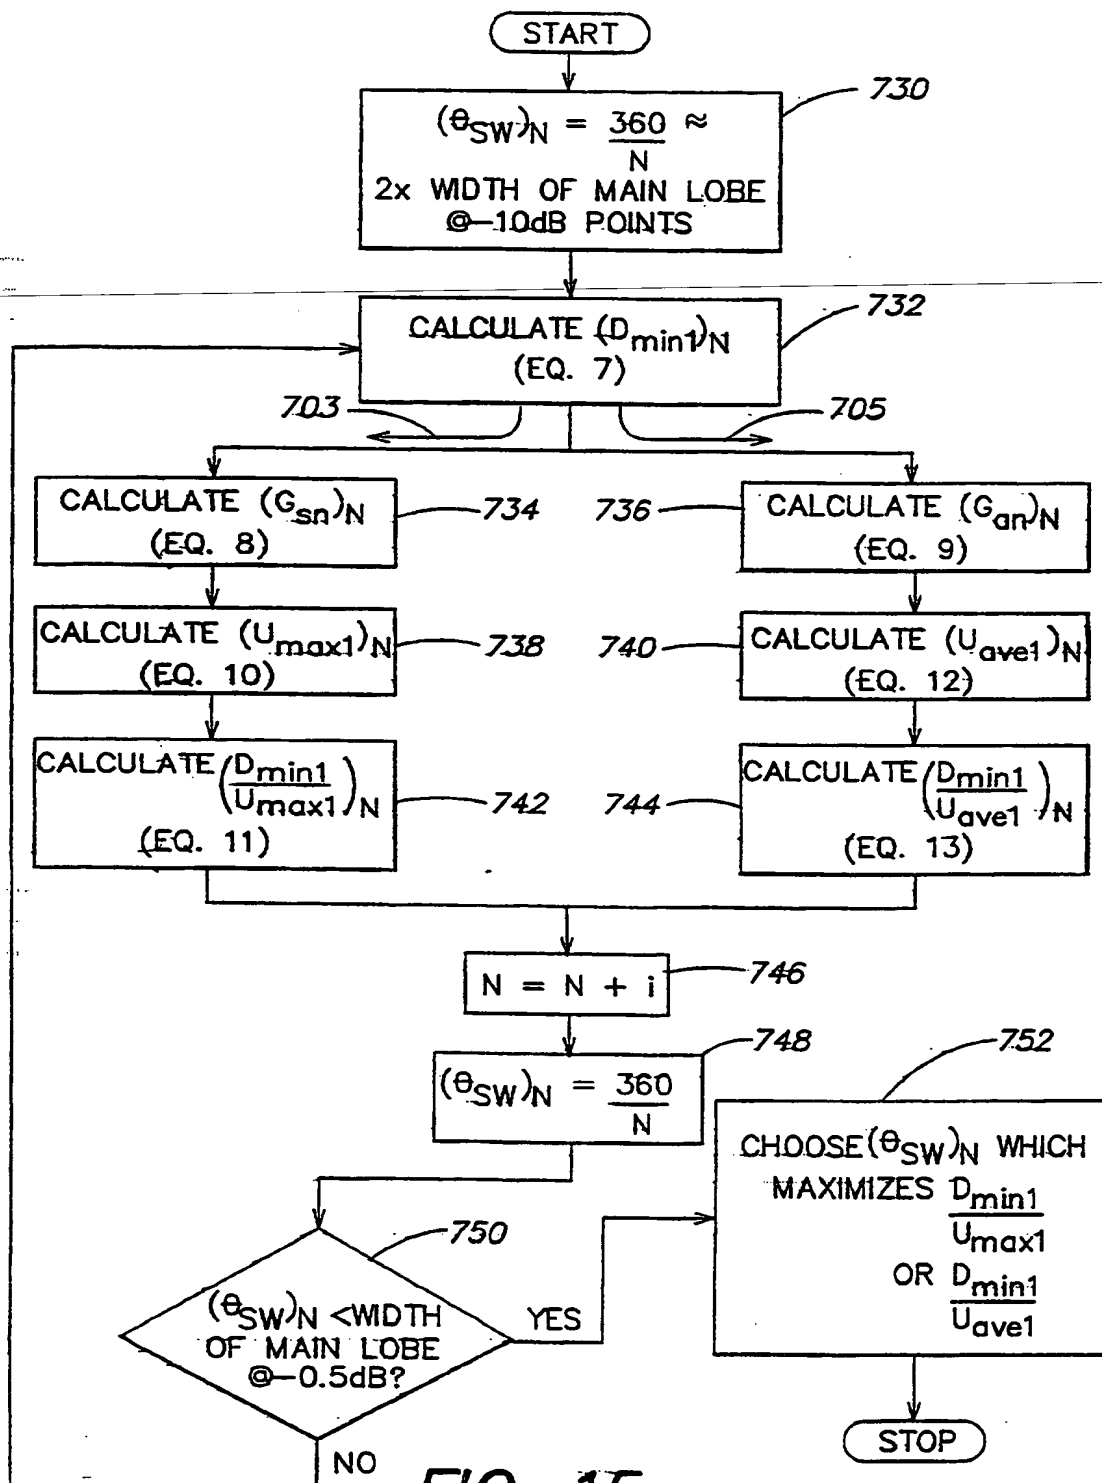 START
730
(θSW)N = 360/N ≈
2x WIDTH OF MAIN LOBE
@-10dB POINTS
732
CALCULATE (Dmin1)N
(EQ. 7)
703
705
CALCULATE (Gsn)N
(EQ. 8)
734
736
CALCULATE (Gan)N
(EQ. 9)
CALCULATE (Umax1)N
(EQ. 10)
738
740
CALCULATE (Uave1)N
(EQ. 12)
CALCULATE (Dmin1/Umax1)N
(EQ. 11)
742
744
CALCULATE (Dmin1/Uave1)N
(EQ. 13)
N = N + i
746
748
(θSW)N = 360/N
752
CHOOSE (θSW)N WHICH
MAXIMIZES Dmin1/Umax1
OR Dmin1/Uave1
750
(θSW)N <WIDTH
OF MAIN LOBE
@-0.5dB?
YES
NO
STOP
FIG. 15